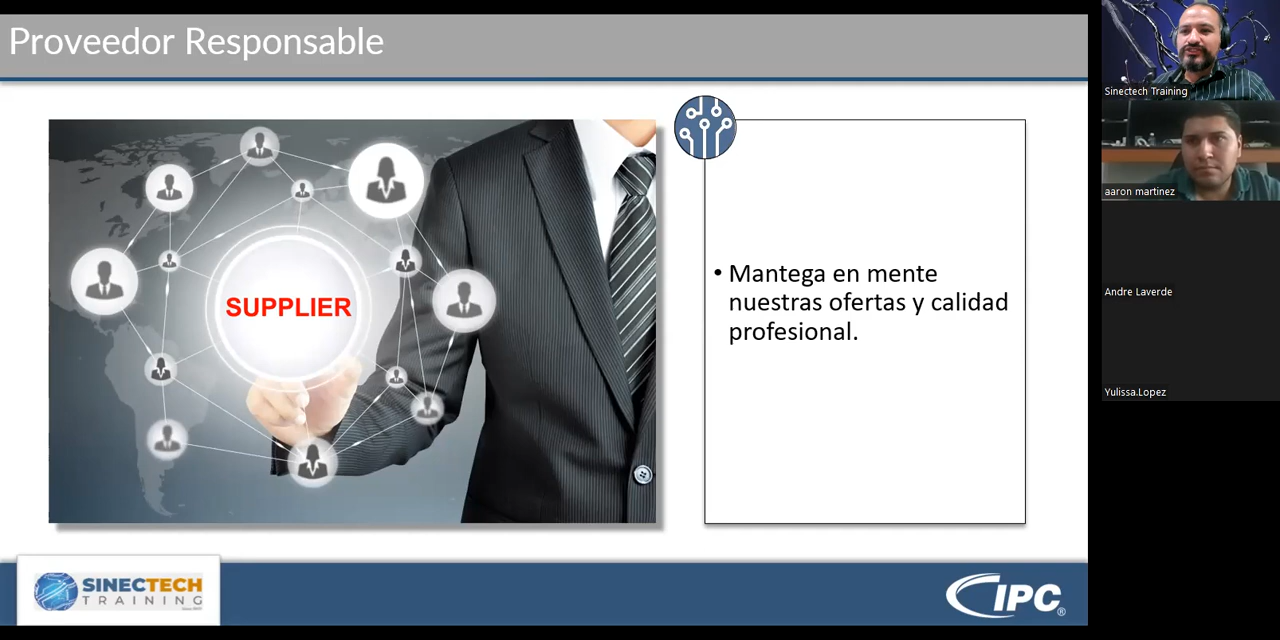 Proveedor Responsable
SUPPLIER
• Mantega en mente
nuestras ofertas y calidad
profesional.
SINECTECH
TRAINING
IPC®
Sinectech Training
aaron martinez
Andre Laverde
Yulissa.Lopez